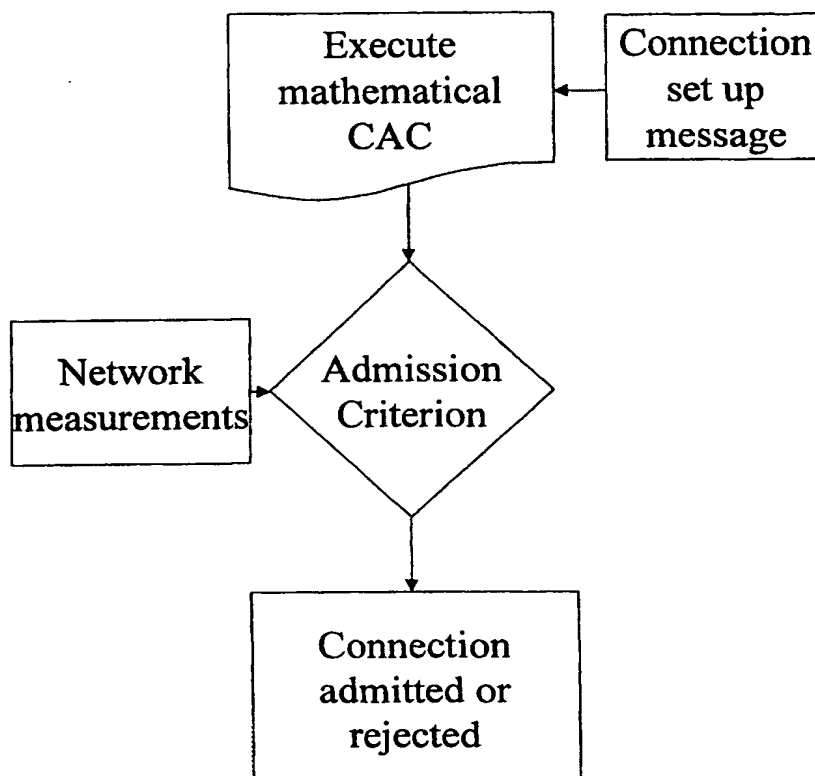 Execute
mathematical
CAC
Connection
set up
message
Network
measurements
Admission
Criterion
Connection
admitted or
rejected